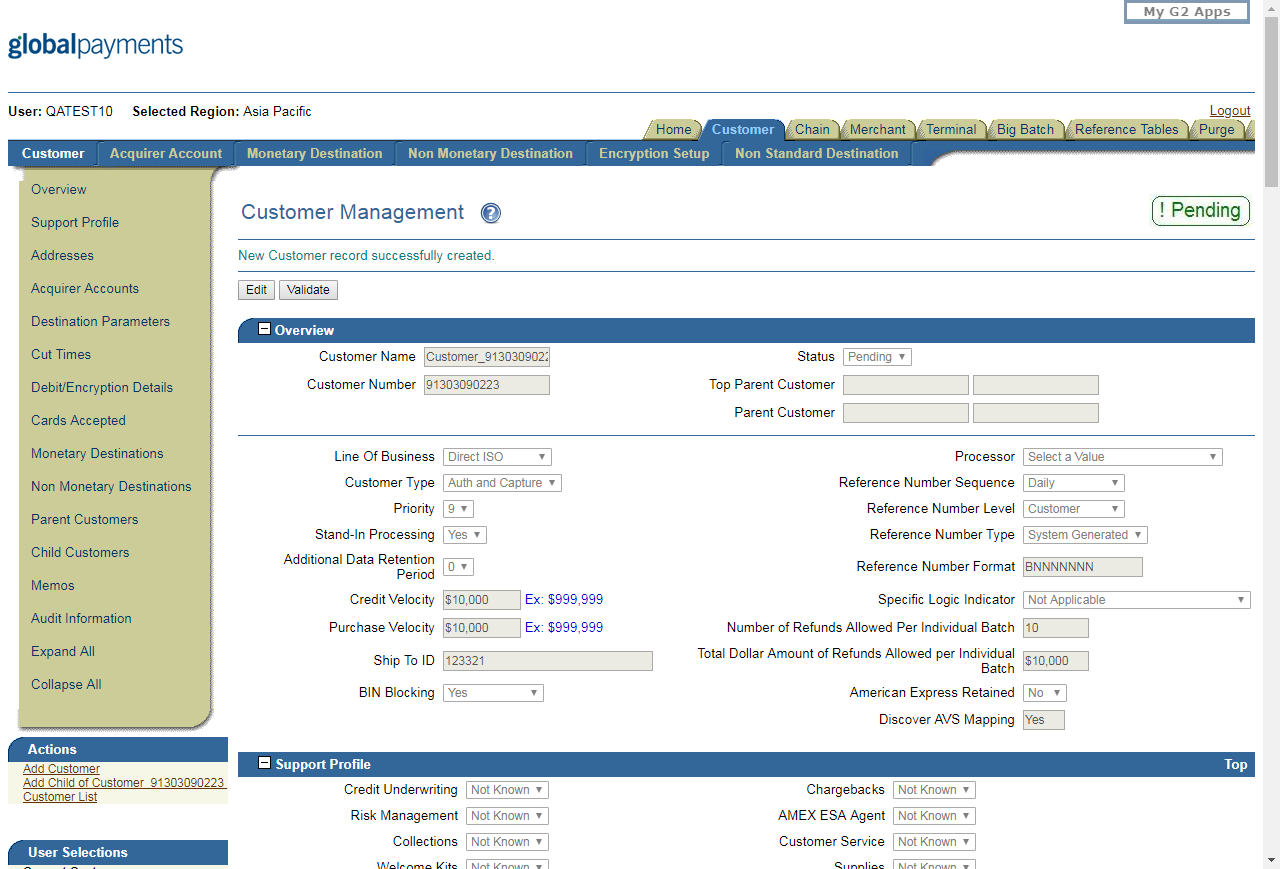 My G2 Apps
globalpayments
User: QATEST10 Selected Region: Asia Pacific
Logout
Home Customer Chain Merchant Terminal Big Batch Reference Tables Purge
Customer Acquirer Account Monetary Destination Non Monetary Destination Encryption Setup Non Standard Destination
Overview
Support Profile
Addresses
Acquirer Accounts
Destination Parameters
Cut Times
Debit/Encryption Details
Cards Accepted
Monetary Destinations
Non Monetary Destinations
Parent Customers
Child Customers
Memos
Audit Information
Expand All
Collapse All
Actions
Add Customer
Add Child of Customer_91303090223
Customer List
User Selections
Customer Management ?
! Pending
New Customer record successfully created.
Edit Validate
Overview
Customer Name Customer_9130309022 Status Pending
Customer Number 91303090223 Top Parent Customer
Parent Customer
Line Of Business Direct ISO Processor Select a Value
Customer Type Auth and Capture Reference Number Sequence Daily
Priority 9 Reference Number Level Customer
Stand-In Processing Yes Reference Number Type System Generated
Additional Data Retention
Period 0 Reference Number Format BNNNNNNN
Credit Velocity $10,000 Ex: $999,999 Specific Logic Indicator Not Applicable
Purchase Velocity $10,000 Ex: $999,999 Number of Refunds Allowed Per Individual Batch 10
Ship To ID 123321 Total Dollar Amount of Refunds Allowed per Individual
Batch $10,000
BIN Blocking Yes American Express Retained No
Discover AVS Mapping Yes
Support Profile Top
Credit Underwriting Not Known Chargebacks Not Known
Risk Management Not Known AMEX ESA Agent Not Known
Collections Not Known Customer Service Not Known
Welcome Kits Not Known Supplies Not Known